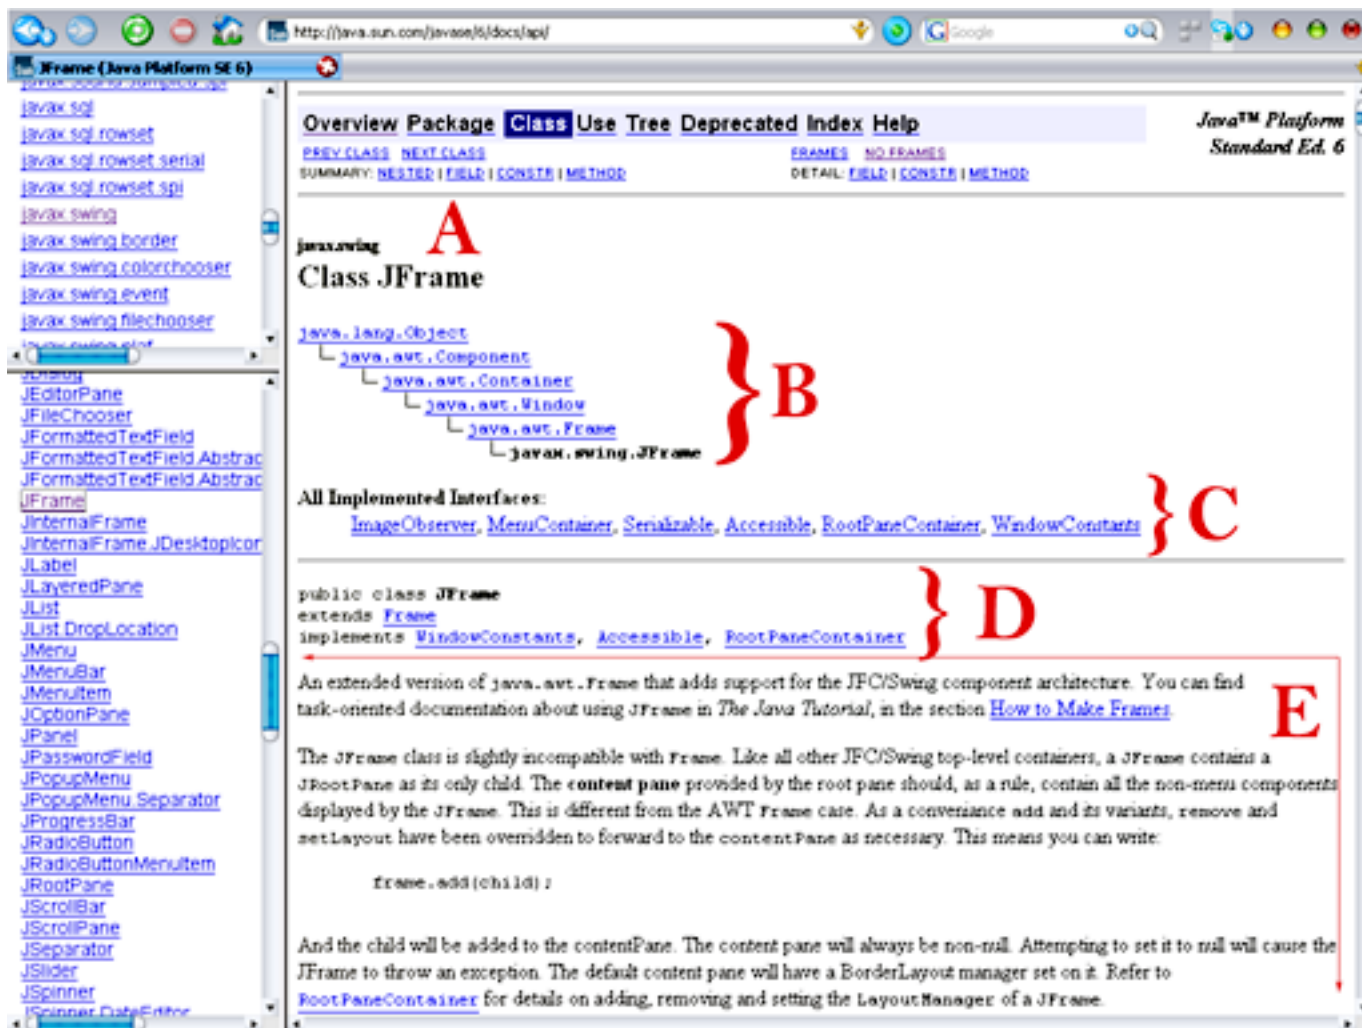 http://java.sun.com/javase/6/docs/api/
Google
JFrame (Java Platform SE 6)
javax.sql
javax.sql.rowset
javax.sql.rowset.serial
javax.sql.rowset.spi
javax.swing
javax.swing.border
javax.swing.colorchooser
javax.swing.event
javax.swing.filechooser
javax.swing.plaf
JDialog
JEditorPane
JFileChooser
JFormattedTextField
JFormattedTextField.Abstrac
JFormattedTextField.Abstrac
JFrame
JInternalFrame
JInternalFrame.JDesktopIcon
JLabel
JLayeredPane
JList
JList.DropLocation
JMenu
JMenuBar
JMenuItem
JOptionPane
JPanel
JPasswordField
JPopupMenu
JPopupMenu.Separator
JProgressBar
JRadioButton
JRadioButtonMenuItem
JRootPane
JScrollBar
JScrollPane
JSeparator
JSlider
JSpinner
JSpinner.DateEditor
Overview Package Class Use Tree Deprecated Index Help
Java™ Platform
Standard Ed. 6
PREV CLASS NEXT CLASS
FRAMES NO FRAMES
SUMMARY: NESTED | FIELD | CONSTR | METHOD
DETAIL: FIELD | CONSTR | METHOD
A
javax.swing
Class JFrame
java.lang.Object
java.awt.Component
java.awt.Container
java.awt.Window
java.awt.Frame
javax.swing.JFrame
B
All Implemented Interfaces:
ImageObserver, MenuContainer, Serializable, Accessible, RootPaneContainer, WindowConstants
C
public class JFrame
extends Frame
implements WindowConstants, Accessible, RootPaneContainer
D
An extended version of java.awt.Frame that adds support for the JFC/Swing component architecture. You can find
task-oriented documentation about using JFrame in The Java Tutorial, in the section How to Make Frames.
E
The JFrame class is slightly incompatible with Frame. Like all other JFC/Swing top-level containers, a JFrame contains a
JRootPane as its only child. The content pane provided by the root pane should, as a rule, contain all the non-menu components
displayed by the JFrame. This is different from the AWT Frame case. As a conveniance add and its variants, remove and
setLayout have been overridden to forward to the contentPane as necessary. This means you can write:
frame.add(child);
And the child will be added to the contentPane. The content pane will always be non-null. Attempting to set it to null will cause the
JFrame to throw an exception. The default content pane will have a BorderLayout manager set on it. Refer to
RootPaneContainer for details on adding, removing and setting the LayoutManager of a JFrame.